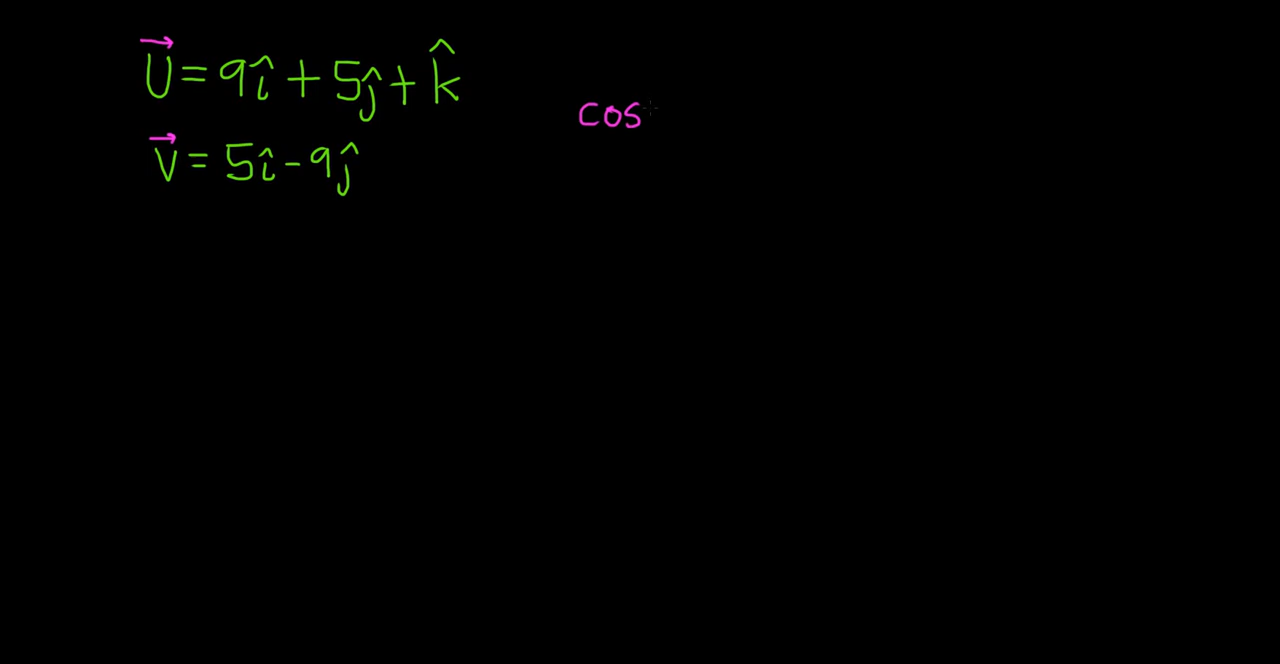 U⃗ = 9î + 5ĵ + k̂
cos
v⃗ = 5î - 9ĵ